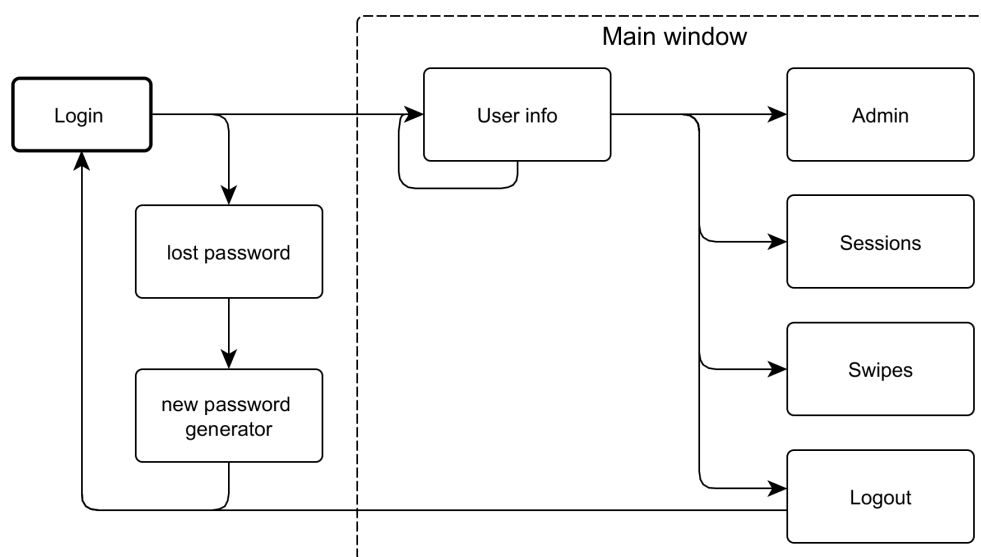 Main window
Login
User info
Admin
lost password
Sessions
new password
generator
Swipes
Logout